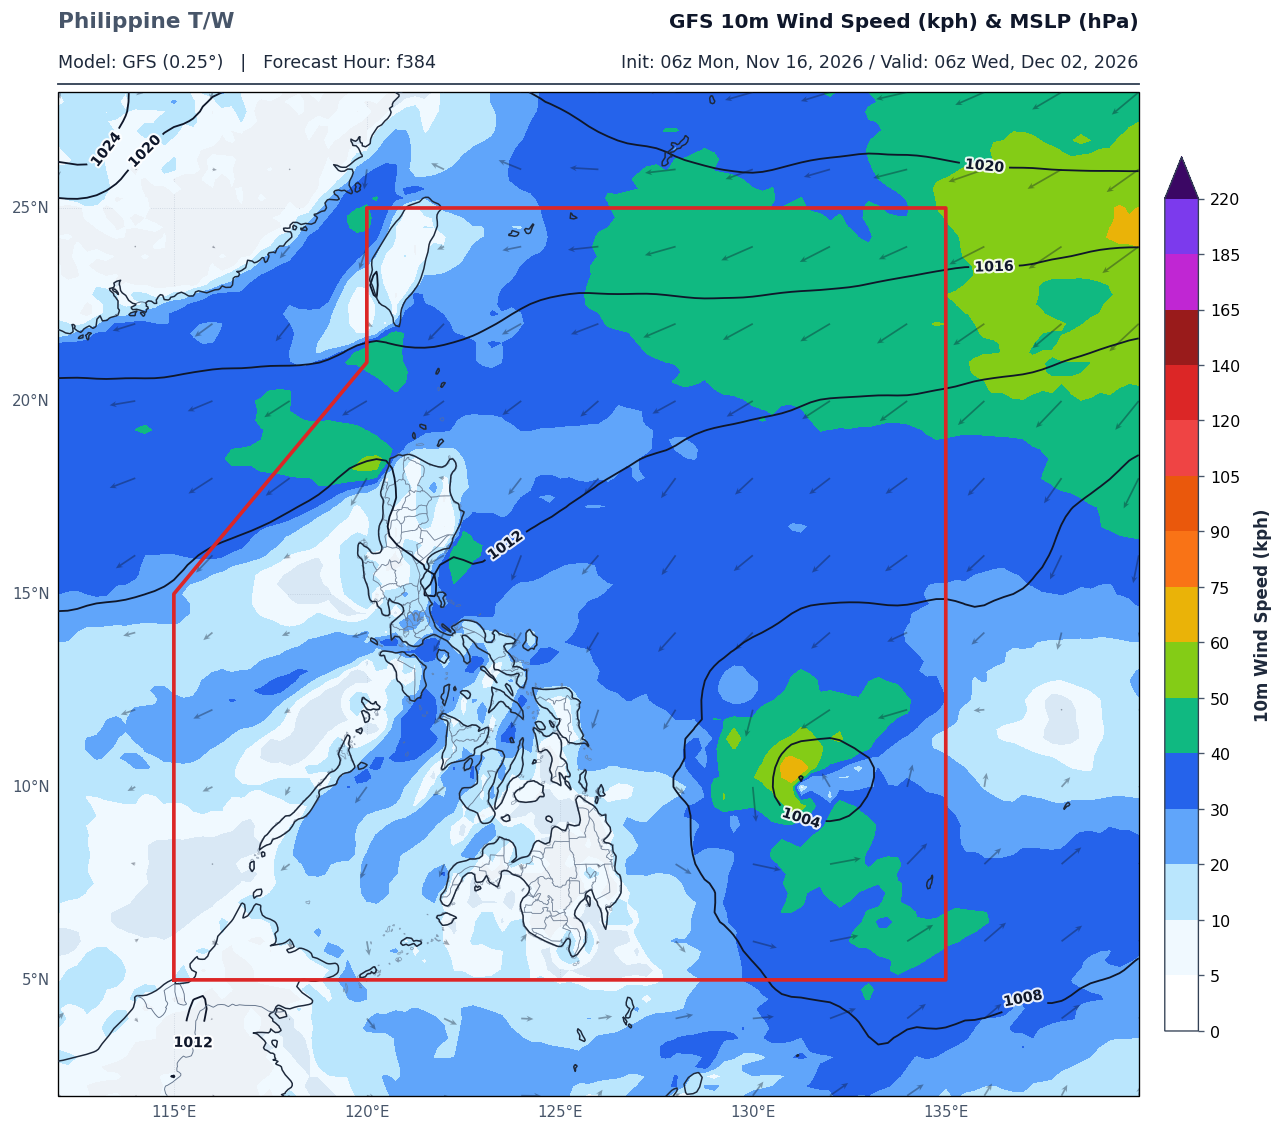 Philippine T/W
GFS 10m Wind Speed (kph) & MSLP (hPa)
Model: GFS (0.25°) | Forecast Hour: f384
Init: 06z Mon, Nov 16, 2026 / Valid: 06z Wed, Dec 02, 2026
1024
1020
1020
1016
1012
1004
1008
1012
25°N
20°N
15°N
10°N
5°N
115°E
120°E
125°E
130°E
135°E
220
185
165
140
120
105
90
75
60
50
40
30
20
10
5
0
10m Wind Speed (kph)